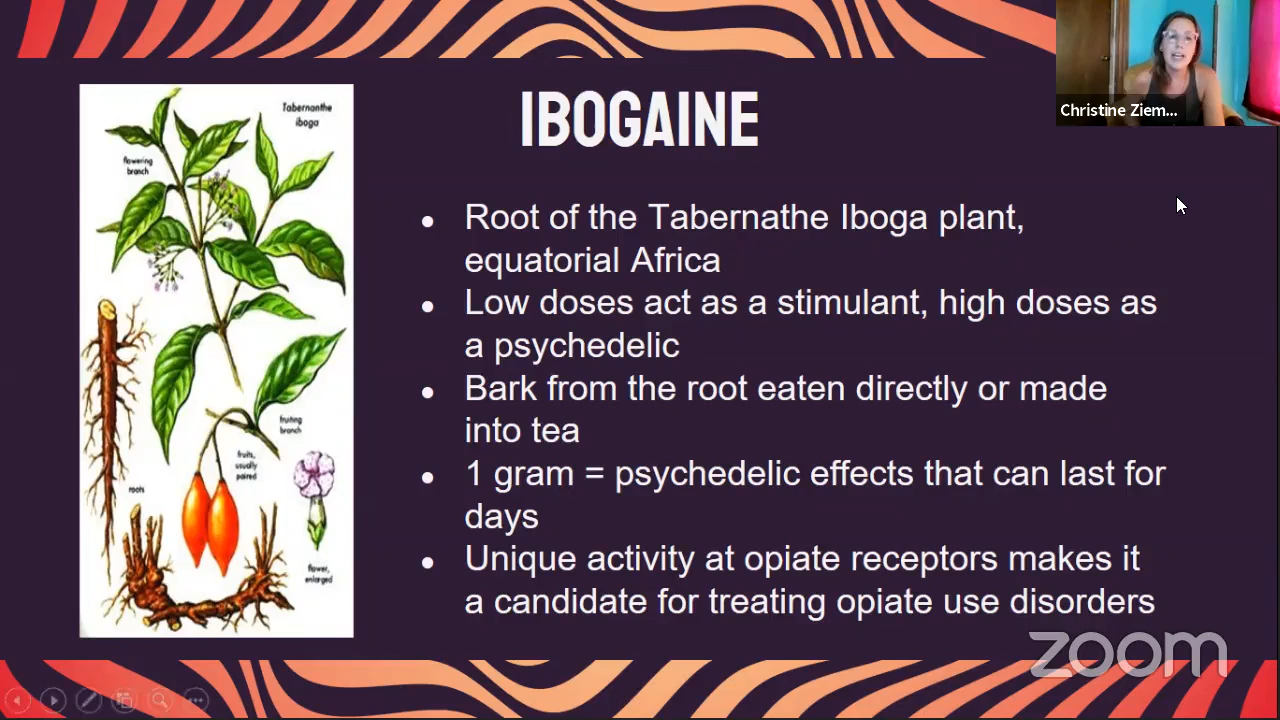 IBOGAINE
Christine Ziem...
Tabernanthe
iboga
flowering
branch
fruiting
branch
fruits,
usually
paired
roots
flower,
enlarged
● Root of the Tabernathe Iboga plant,
equatorial Africa
● Low doses act as a stimulant, high doses as
a psychedelic
● Bark from the root eaten directly or made
into tea
● 1 gram = psychedelic effects that can last for
days
● Unique activity at opiate receptors makes it
a candidate for treating opiate use disorders
zoom